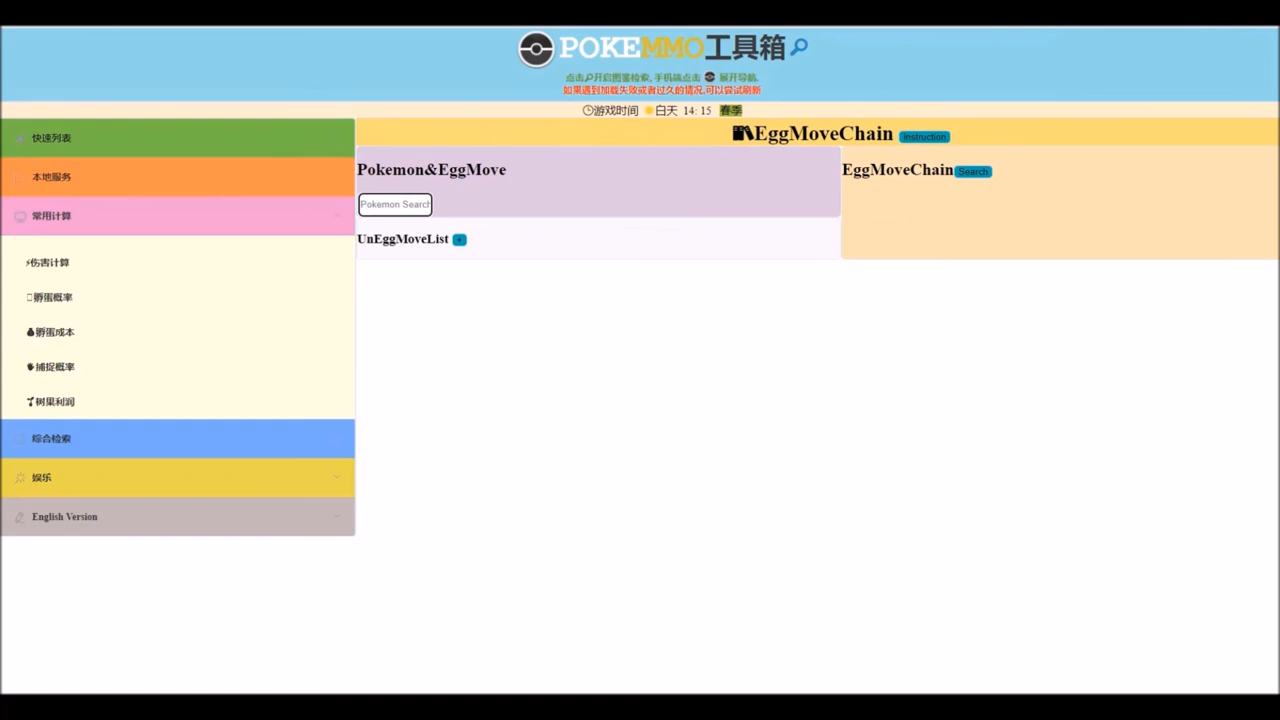 POKEMMO工具箱
点击🔎开启图鉴检索, 手机端点击 展开导航.
如果遇到加载失败或者过久的情况,可以尝试刷新
游戏时间 白天 14: 15 春季
快速列表
本地服务
常用计算
⚡伤害计算
孵蛋概率
孵蛋成本
捕捉概率
树果利润
综合检索
娱乐
English Version
EggMoveChain instruction
Pokemon&EggMove
Pokemon Search
UnEggMoveList
EggMoveChain Search